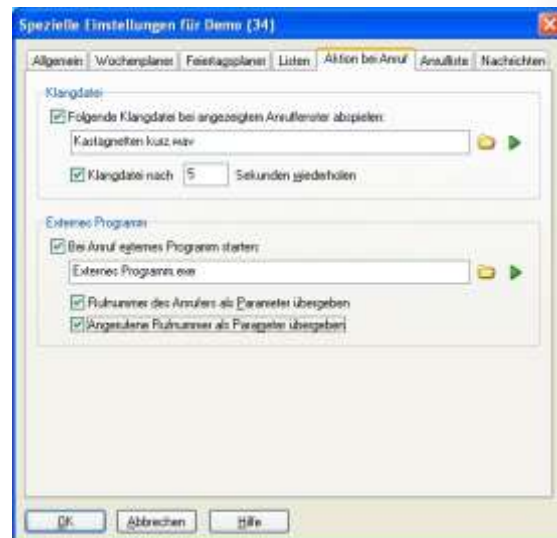 Spezielle Einstellungen für Demo (34)
Allgemein Wochenplaner Feiertagsplaner Listen Aktion bei Anruf Anrufliste Nachrichten
Klangdatei
Folgende Klangdatei bei angezeigtem Anruffenster abspielen:
Kastagnetten kurz.wav
Klangdatei nach 5 Sekunden wiederholen
Externes Programm
Bei Anruf externes Programm starten:
Externes Programm.exe
Rufnummer des Anrufers als Parameter übergeben
Angerufene Rufnummer als Parameter übergeben
OK Abbrechen Hilfe